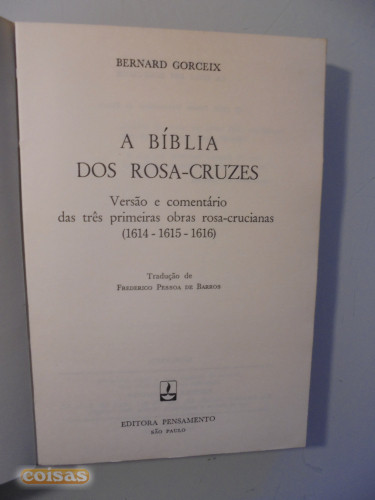 BERNARD GORCEIX
A BÍBLIA
DOS ROSA-CRUZES
Versão e comentário
das três primeiras obras rosa-crucianas
(1614 - 1615 - 1616)
Tradução de
FREDERICO PESSOA DE BARROS
EDITORA PENSAMENTO
SÃO PAULO
coisas